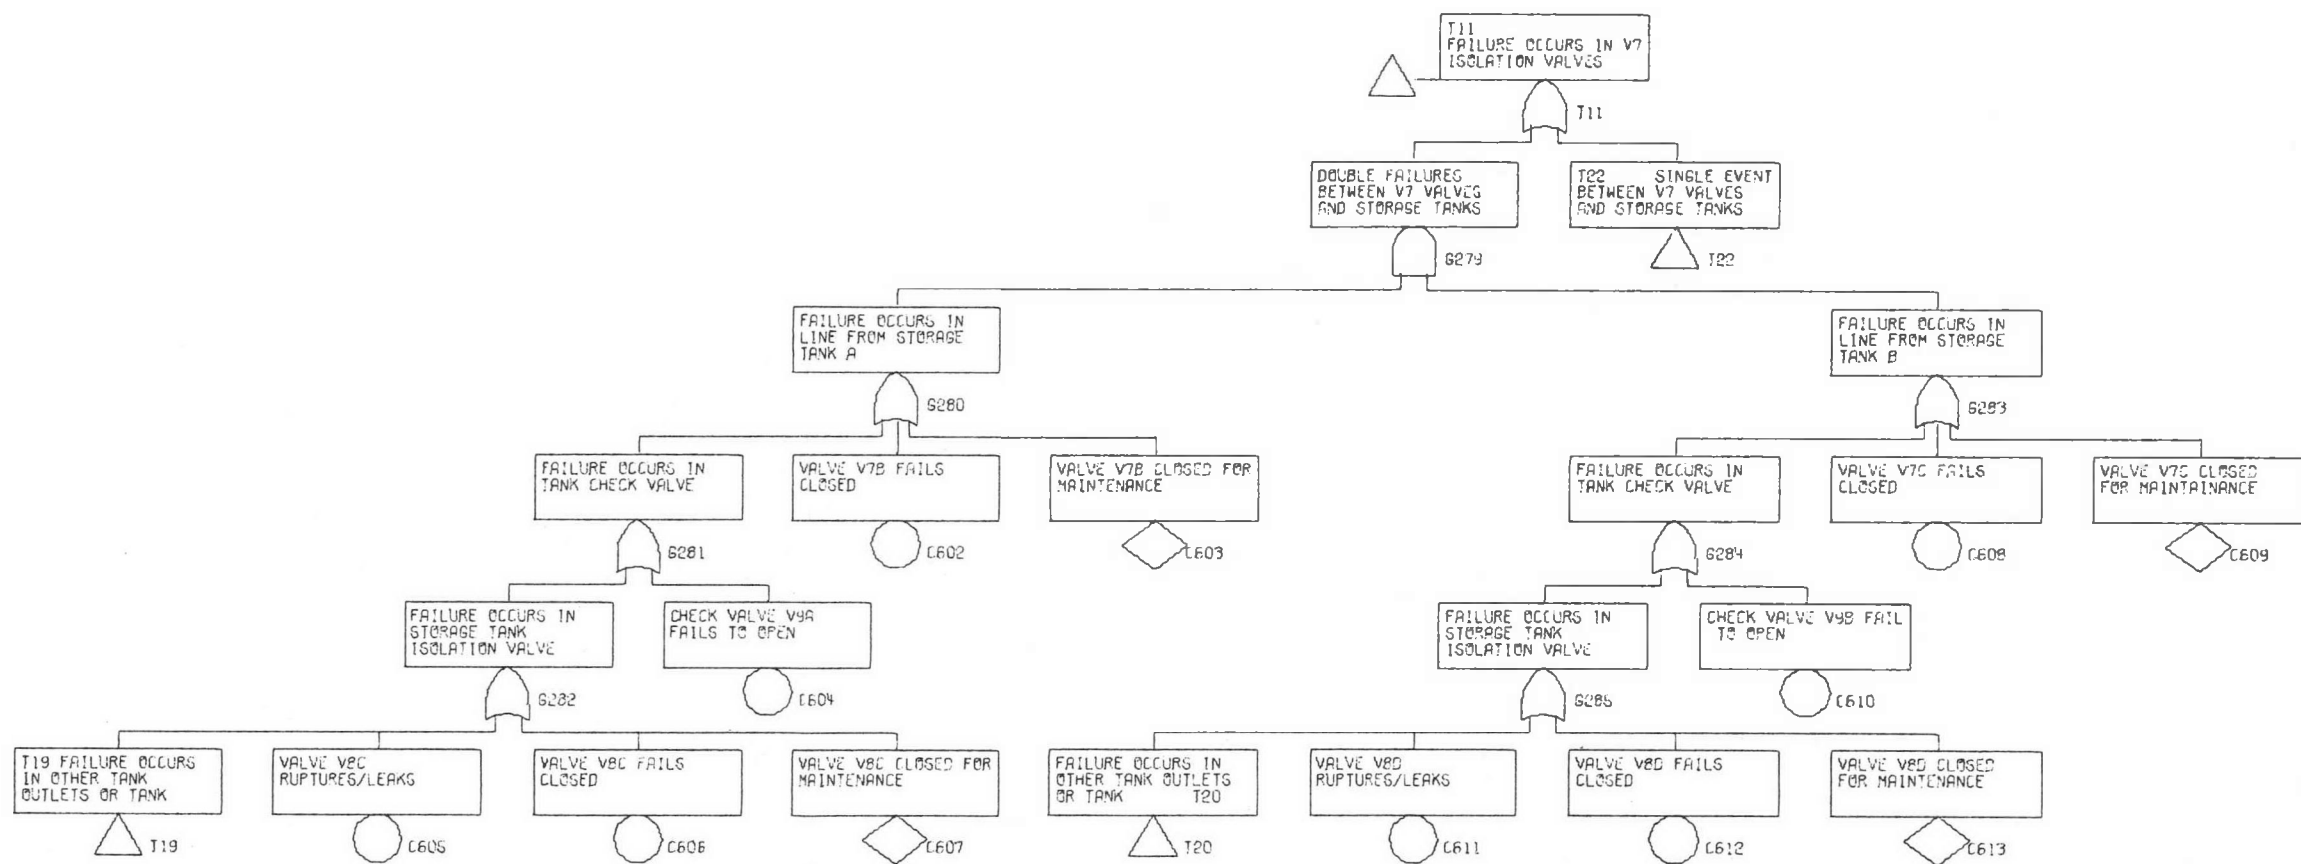 T11
FAILURE OCCURS IN V7
ISOLATION VALVES
T11
DOUBLE FAILURES
BETWEEN V7 VALVES
AND STORAGE TANKS
T22 SINGLE EVENT
BETWEEN V7 VALVES
AND STORAGE TANKS
G279
T22
FAILURE OCCURS IN
LINE FROM STORAGE
TANK A
FAILURE OCCURS IN
LINE FROM STORAGE
TANK B
G280
G283
FAILURE OCCURS IN
TANK CHECK VALVE
VALVE V7B FAILS
CLOSED
VALVE V7B CLOSED FOR
MAINTENANCE
FAILURE OCCURS IN
TANK CHECK VALVE
VALVE V7C FAILS
CLOSED
VALVE V7C CLOSED
FOR MAINTAINANCE
G281
C602
C603
G284
C608
C609
FAILURE OCCURS IN
STORAGE TANK
ISOLATION VALVE
CHECK VALVE V9A
FAILS TO OPEN
FAILURE OCCURS IN
STORAGE TANK
ISOLATION VALVE
CHECK VALVE V9B FAIL
TO OPEN
G282
C604
G285
C610
T19 FAILURE OCCURS
IN OTHER TANK
OUTLETS OR TANK
VALVE V8C
RUPTURES/LEAKS
VALVE V8C FAILS
CLOSED
VALVE V8C CLOSED FOR
MAINTENANCE
FAILURE OCCURS IN
OTHER TANK OUTLETS
OR TANK T20
VALVE V8D
RUPTURES/LEAKS
VALVE V8D FAILS
CLOSED
VALVE V8D CLOSED
FOR MAINTENANCE
T19
C605
C606
C607
T20
C611
C612
C613